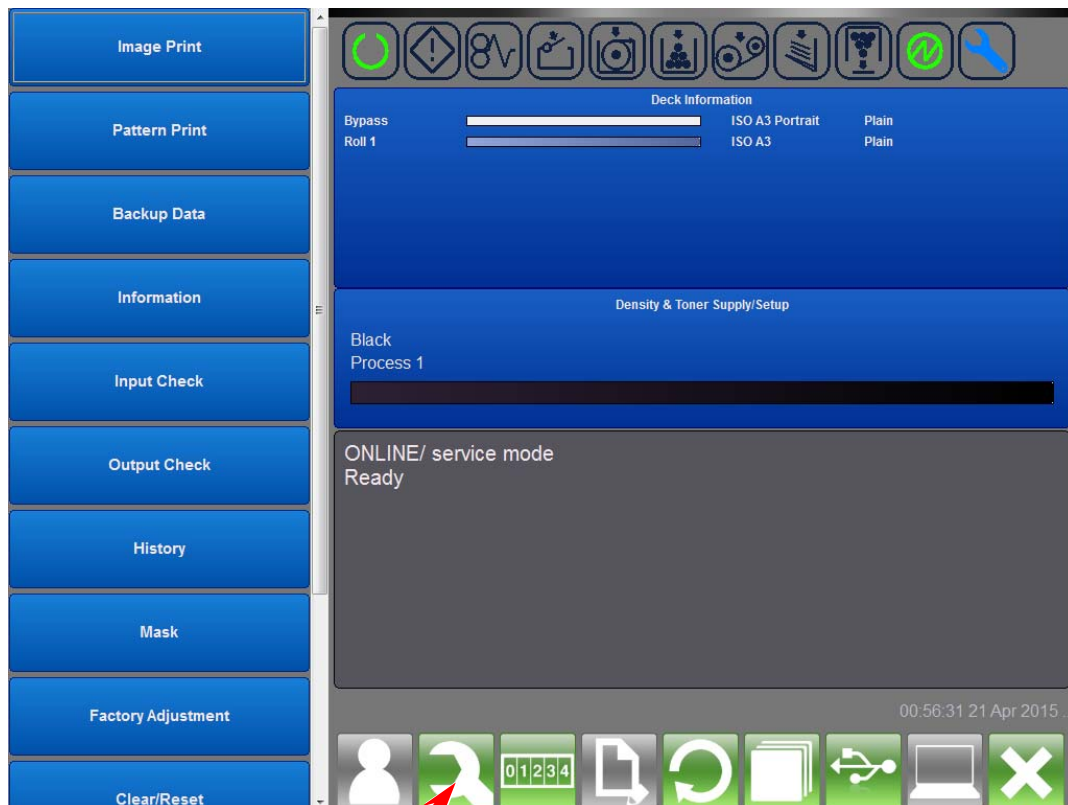 Image Print
Pattern Print
Backup Data
Information
Input Check
Output Check
History
Mask
Factory Adjustment
Clear/Reset
Deck Information
Bypass ISO A3 Portrait Plain
Roll 1 ISO A3 Plain
Density & Toner Supply/Setup
Black
Process 1
ONLINE/ service mode
Ready
00:56:31 21 Apr 2015 .
01234